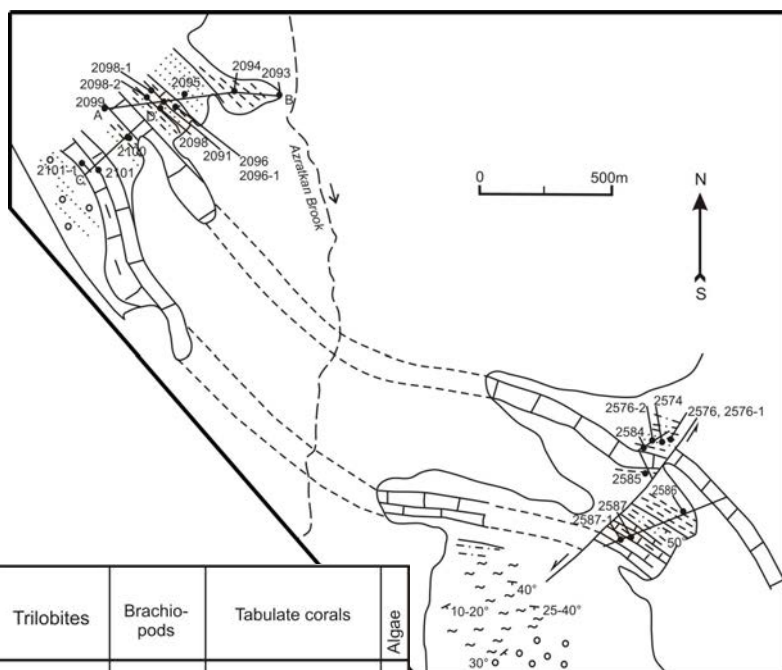 2098-1
2098-2
2099
A
D
2095
2094
2093
B
2100
2098
2091
2096
2096-1
2101-1
C
2101
Azratkan Brook
0 500m
N
S
2576-2
2574
2576, 2576-1
2584
2585
2586
2587
2587-1
50°
40°
10-20°
25-40°
30°
Trilobites
Brachio-
pods
Tabulate corals
Algae